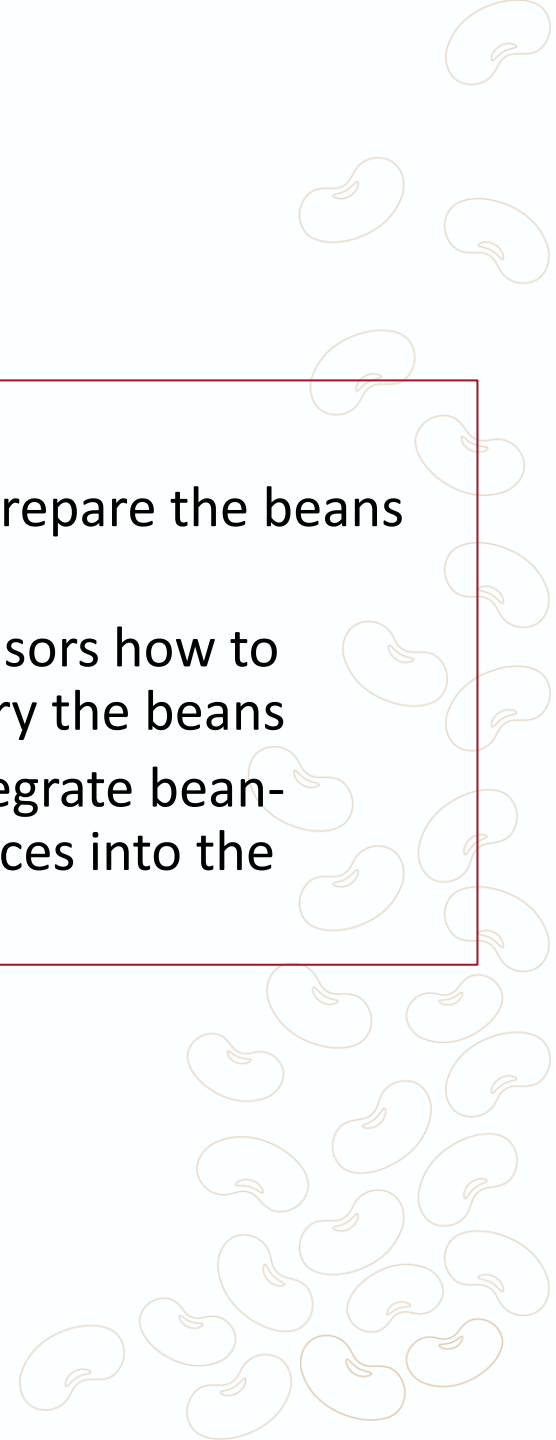 repare the beans
sors how to
ry the beans
egrate bean-
ces into the